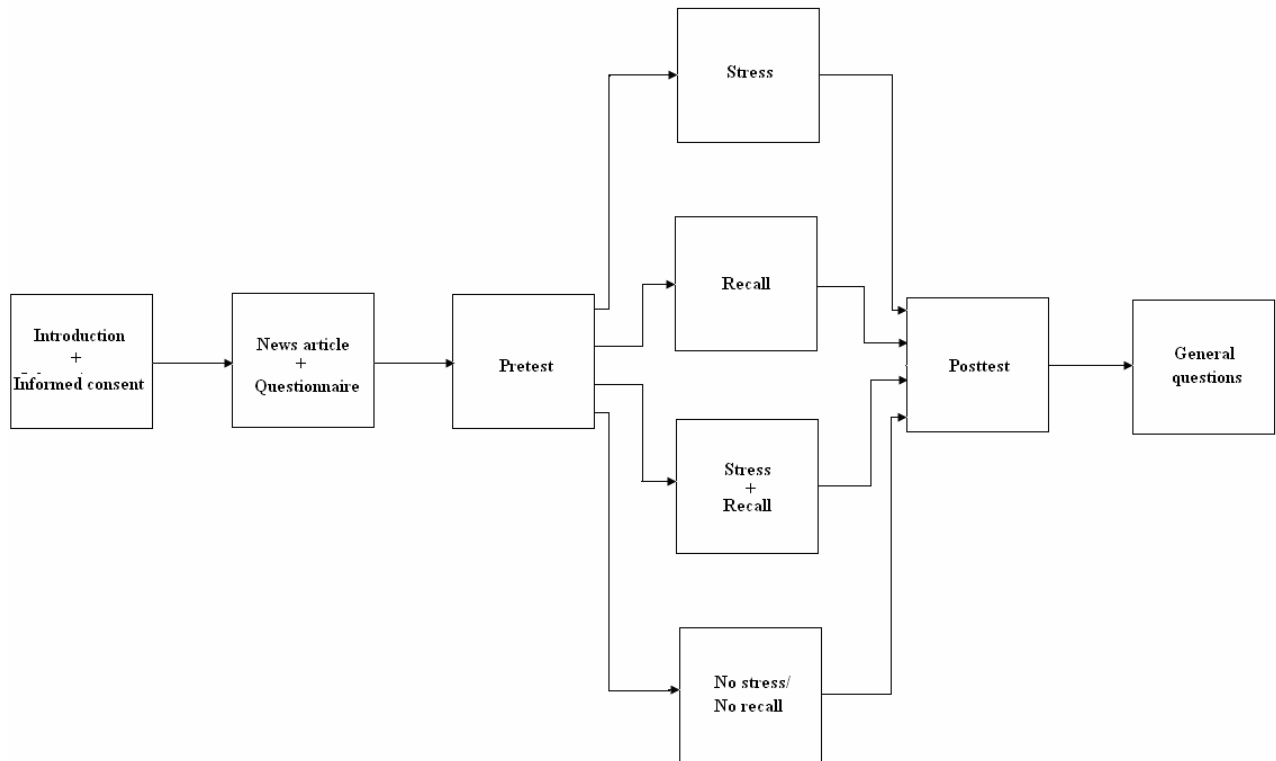 Introduction
+
Informed consent
News article
+
Questionnaire
Pretest
Stress
Recall
Stress
+
Recall
No stress/
No recall
Posttest
General
questions